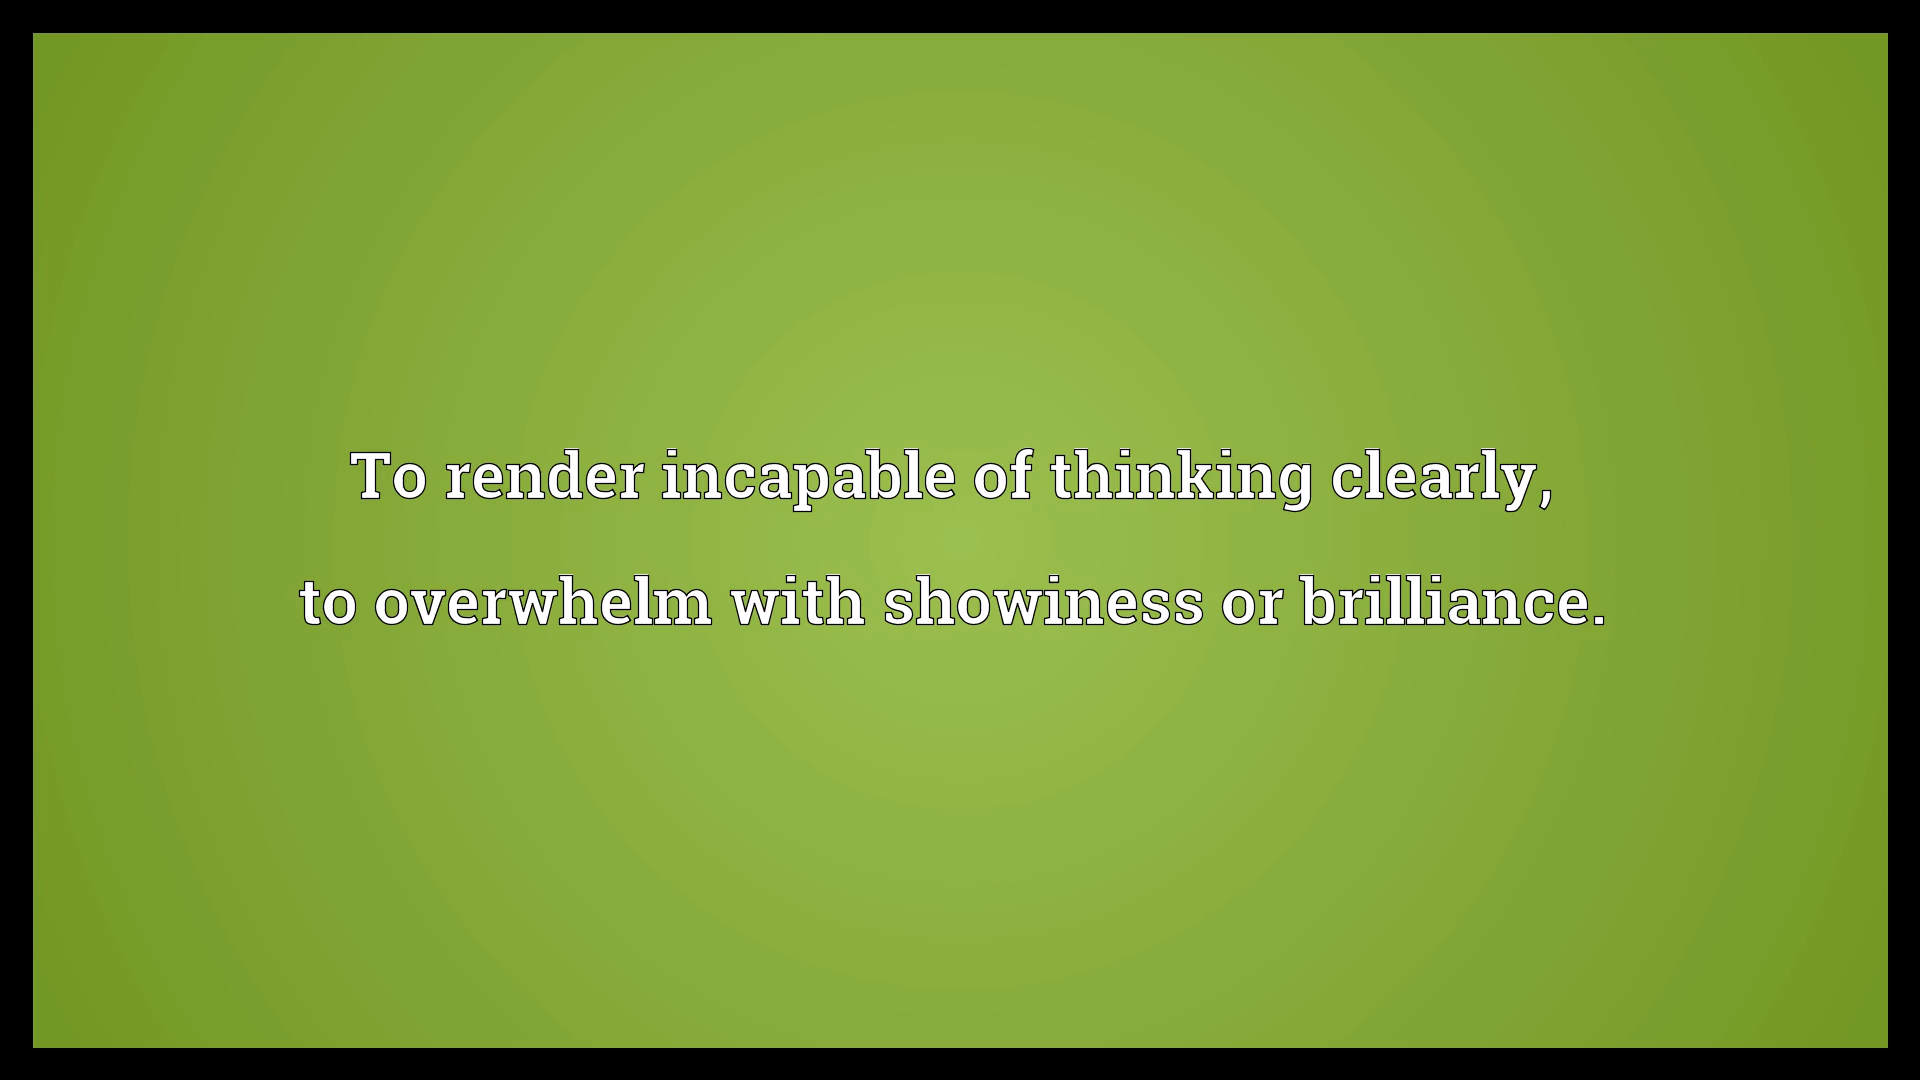 To render incapable of thinking clearly,
to overwhelm with showiness or brilliance.